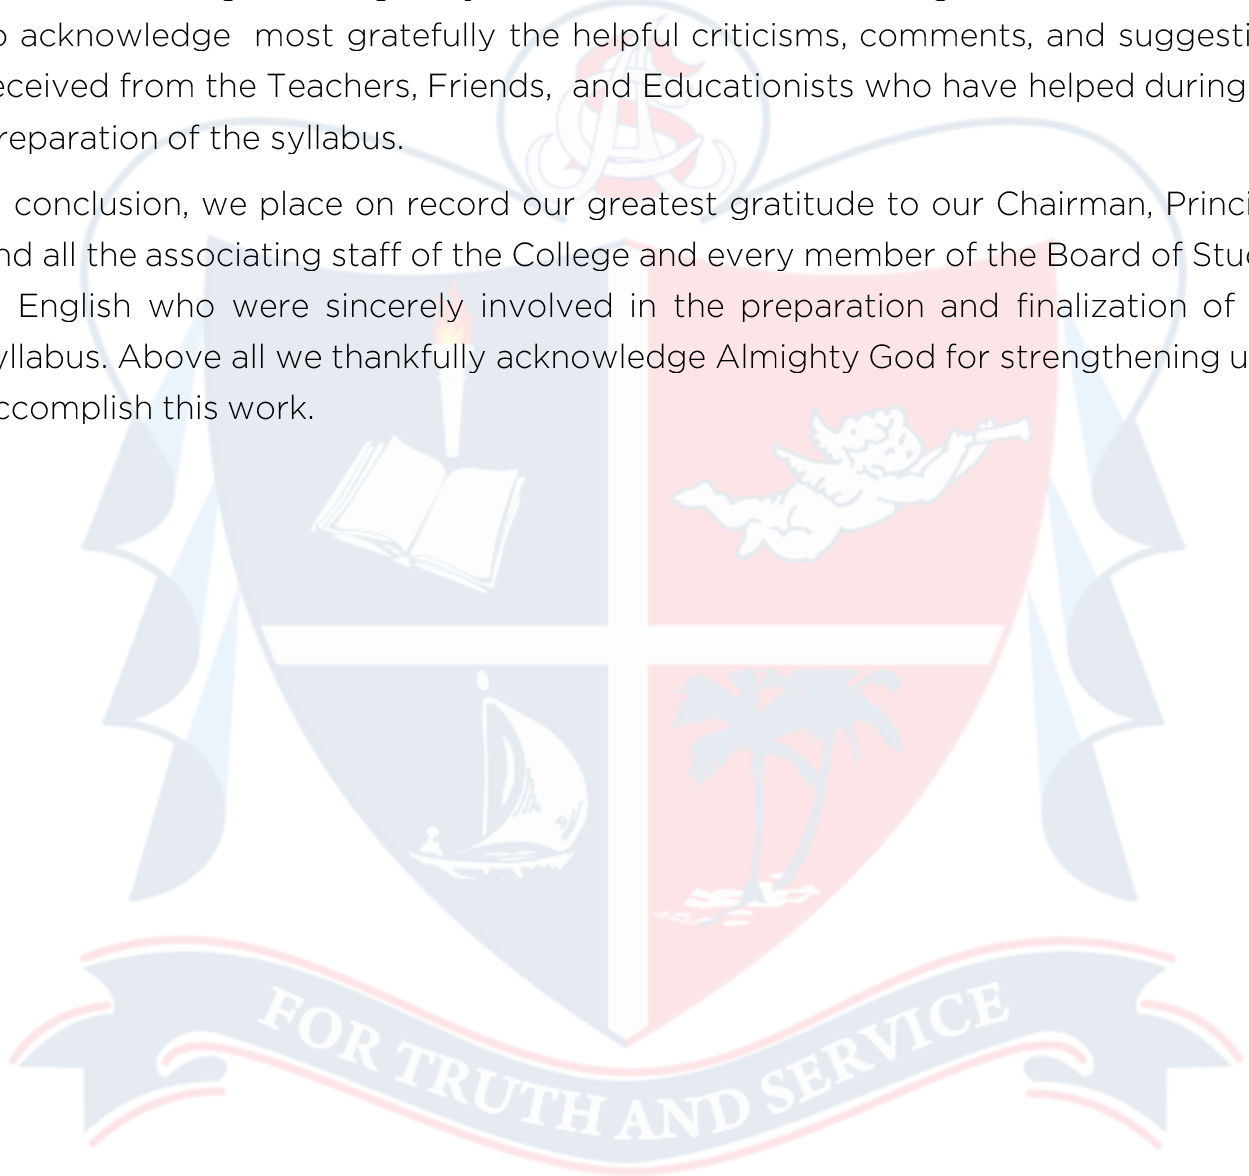 o acknowledge most gratefully the helpful criticisms, comments, and suggesti
eceived from the Teachers, Friends, and Educationists who have helped during
reparation of the syllabus.
conclusion, we place on record our greatest gratitude to our Chairman, Princi
nd all the associating staff of the College and every member of the Board of Stu
English who were sincerely involved in the preparation and finalization of
yllabus. Above all we thankfully acknowledge Almighty God for strengthening u
ccomplish this work.
FOR TRUTH AND SERVICE